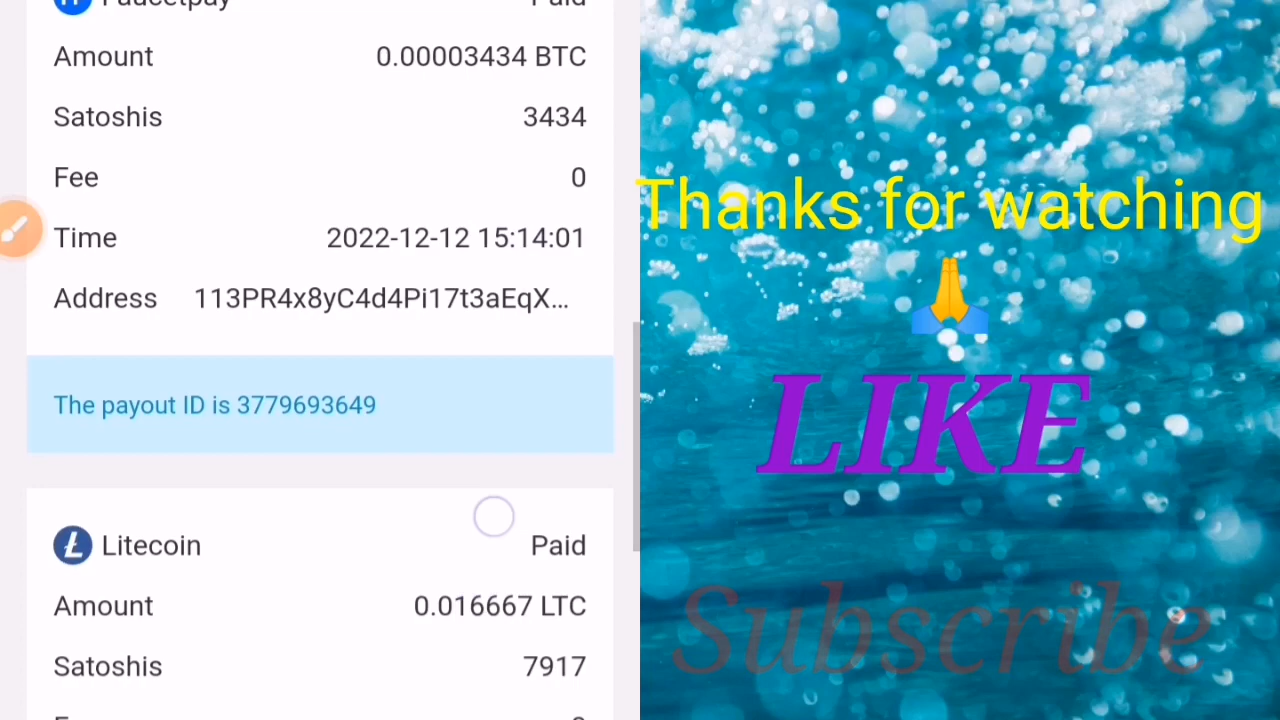 Faucetpay Paid
Amount 0.00003434 BTC
Satoshis 3434
Fee 0
Time 2022-12-12 15:14:01
Address 113PR4x8yC4d4Pi17t3aEqX...
The payout ID is 3779693649
Litecoin Paid
Amount 0.016667 LTC
Satoshis 7917
Thanks for watching
🙏
LIKE
Subscribe